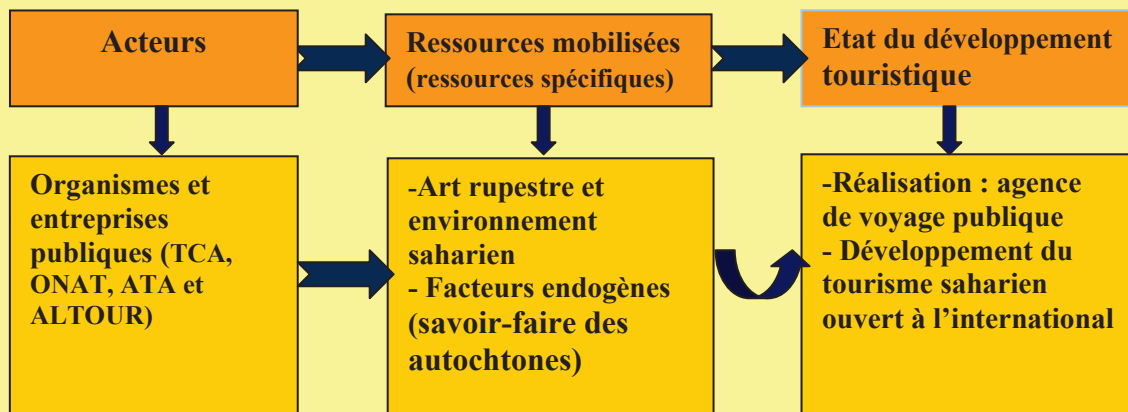 Acteurs
Ressources mobilisées
(ressources spécifiques)
Etat du développement
touristique
Organismes et
entreprises
publiques (TCA,
ONAT, ATA et
ALTOUR)
-Art rupestre et
environnement
saharien
- Facteurs endogènes
(savoir-faire des
autochtones)
-Réalisation : agence
de voyage publique
- Développement du
tourisme saharien
ouvert à l’international